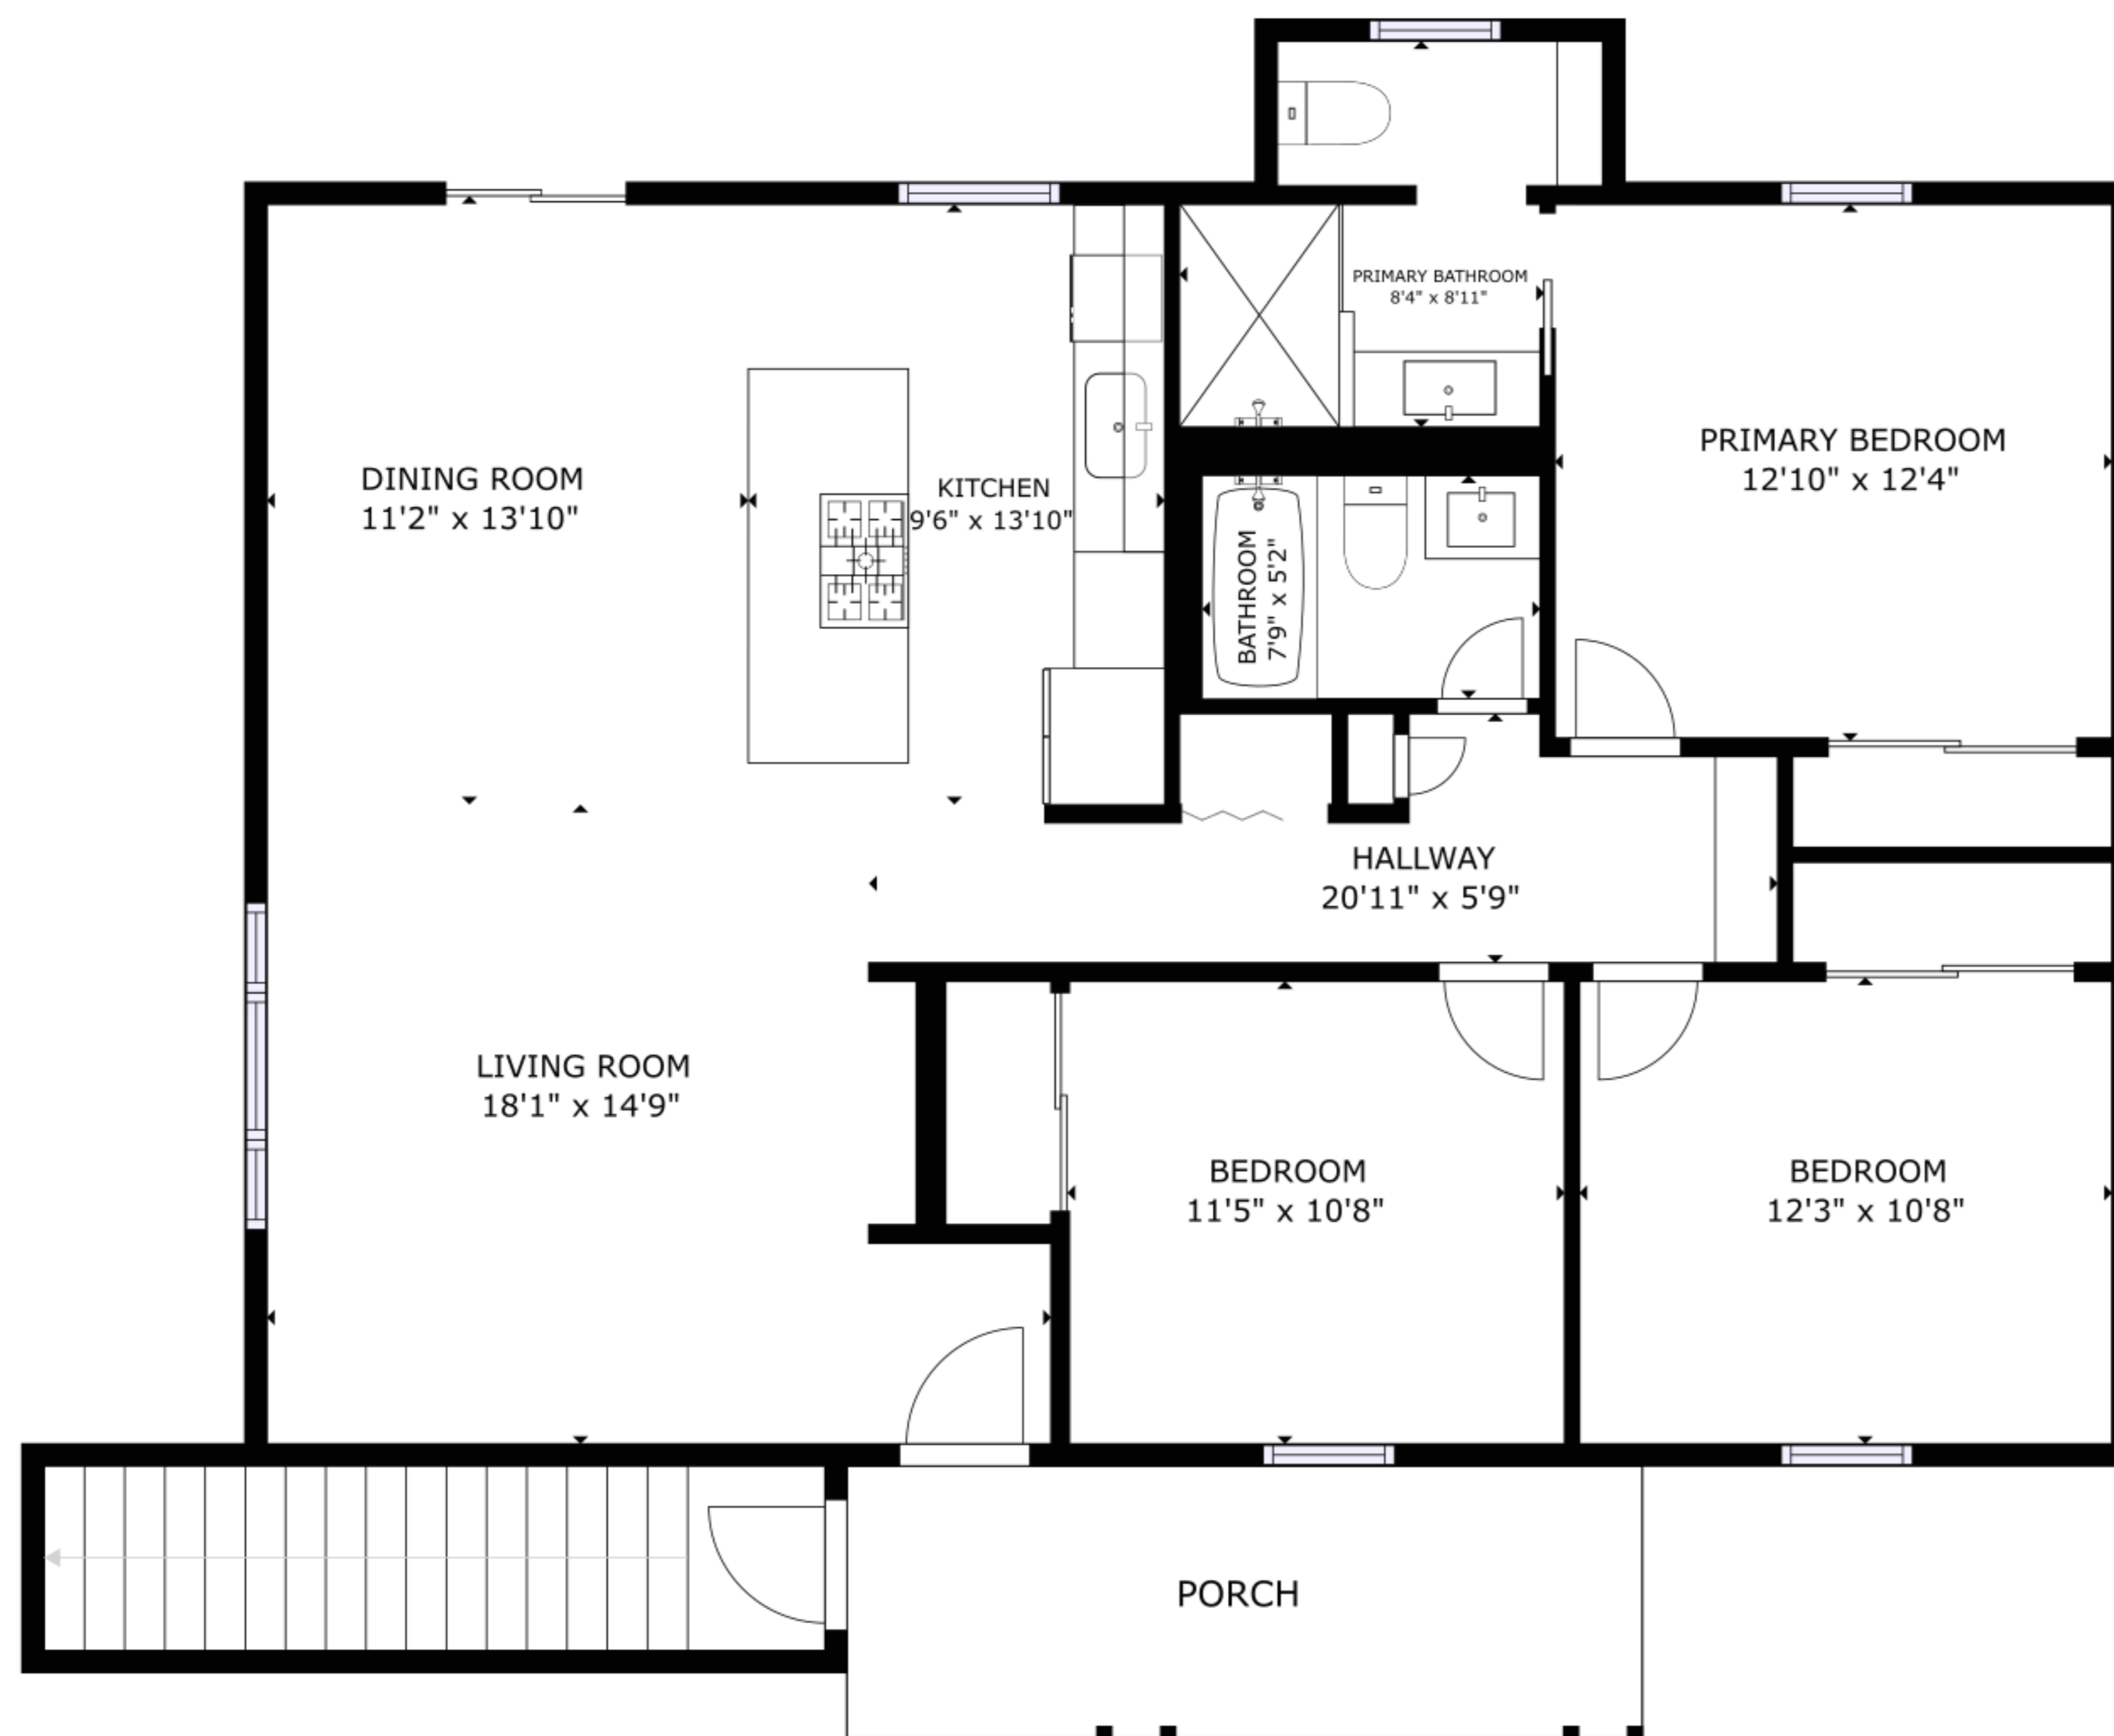 PRIMARY BATHROOM
8'4" x 8'11"
PRIMARY BEDROOM
12'10" x 12'4"
DINING ROOM
11'2" x 13'10"
KITCHEN
9'6" x 13'10"
BATHROOM
7'9" x 5'2"
HALLWAY
20'11" x 5'9"
LIVING ROOM
18'1" x 14'9"
BEDROOM
11'5" x 10'8"
BEDROOM
12'3" x 10'8"
PORCH